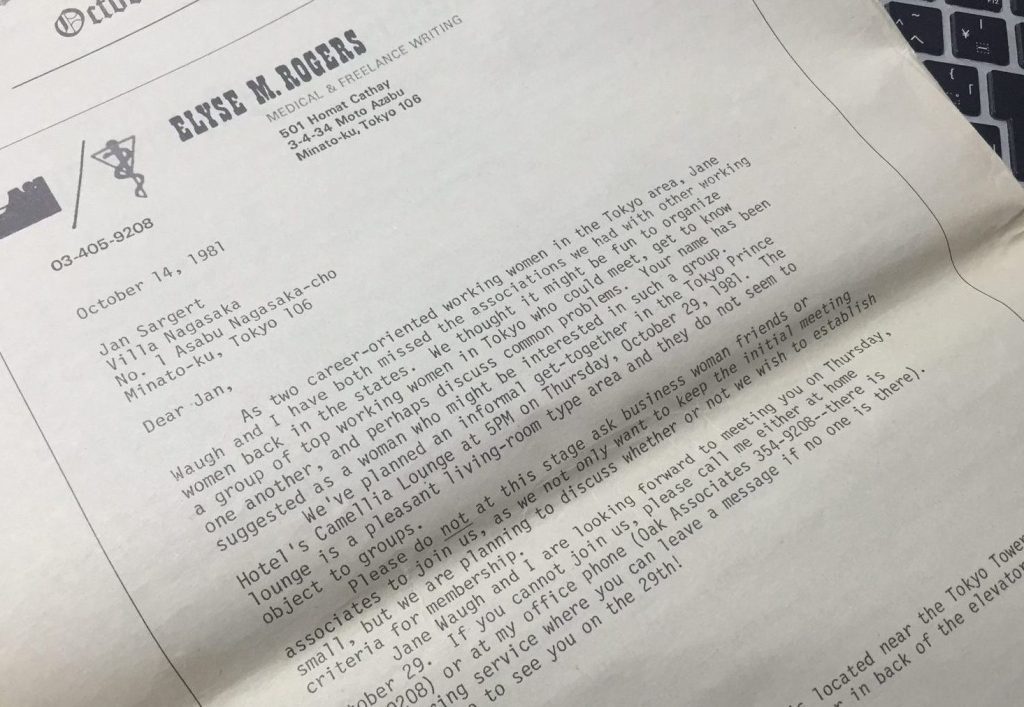 Octob
ELYSE M. ROGERS
MEDICAL & FREELANCE WRITING
501 Homat Cathay
3-4-34 Moto Azabu
Minato-ku, Tokyo 106
03-405-9208
October 14, 1981
Jan Sargert
Villa Nagasaka
No. 1 Asabu Nagasaka-cho
Minato-ku, Tokyo 106
Dear Jan,
As two career-oriented working women in the Tokyo area, Jane
Waugh and I have both missed the associations we had with other working
women back in the states. We thought it might be fun to organize
a group of top working women in Tokyo who could meet, get to know
one another, and perhaps discuss common problems. Your name has been
suggested as a woman who might be interested in such a group.
We've planned an informal get-together in the Tokyo Prince
Hotel's Camellia Lounge at 5PM on Thursday, October 29, 1981. The
lounge is a pleasant living-room type area and they do not seem to
object to groups.
Please do not at this stage ask business woman friends or
associates to join us, as we not only want to keep the initial meeting
small, but we are planning to discuss whether or not we wish to establish
criteria for membership.
Jane Waugh and I are looking forward to meeting you on Thursday,
tober 29. If you cannot join us, please call me either at home
9208) or at my office phone (Oak Associates 354-9208--there is
ing service where you can leave a message if no one is there).
to see you on the 29th!
s located near the Tokyo Tower
r in back of the elevator